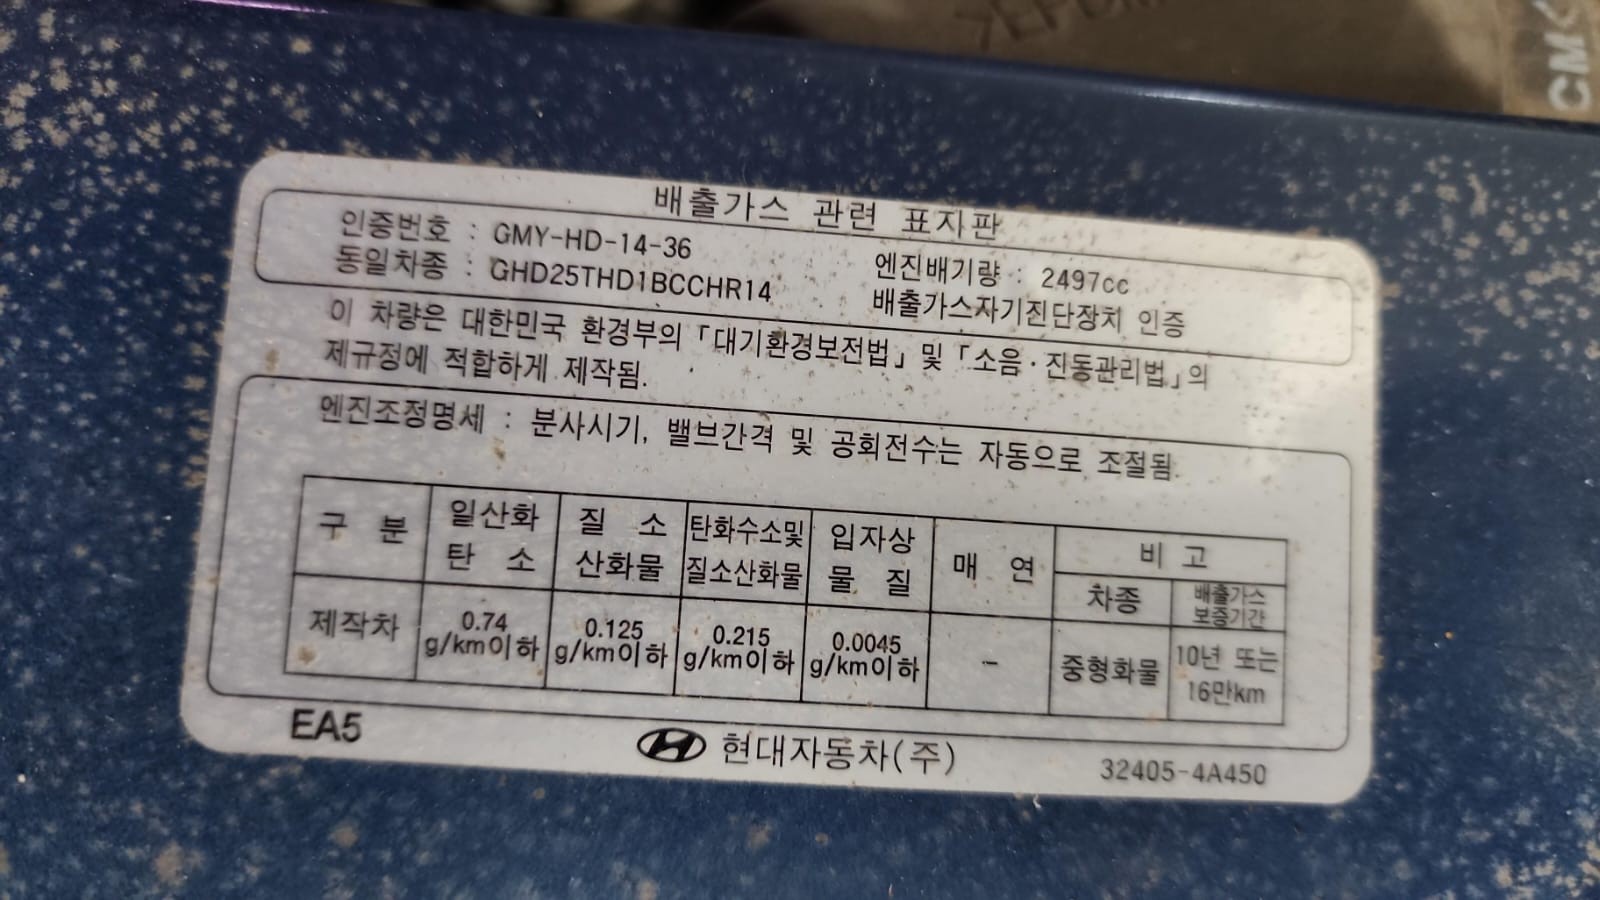 배출가스 관련 표지판
인증번호 : GMY-HD-14-36
동일차종 : GHD25THD1BCCHR14
엔진배기량 : 2497cc
배출가스자기진단장치 인증
이 차량은 대한민국 환경부의 「대기환경보전법」 및 「소음·진동관리법」의
제규정에 적합하게 제작됨.
엔진조정명세 : 분사시기, 밸브간격 및 공회전수는 자동으로 조절됨.
구 분 일산화 탄 소 질 소 산화물 탄화수소및 질소산화물 입자상 물 질 매 연 비 고
차종 배출가스 보증기간
제작차 0.74 g/km이하 0.125 g/km이하 0.215 g/km이하 0.0045 g/km이하 - 중형화물 10년 또는 16만km
EA5 현대자동차(주) 32405-4A450
CM